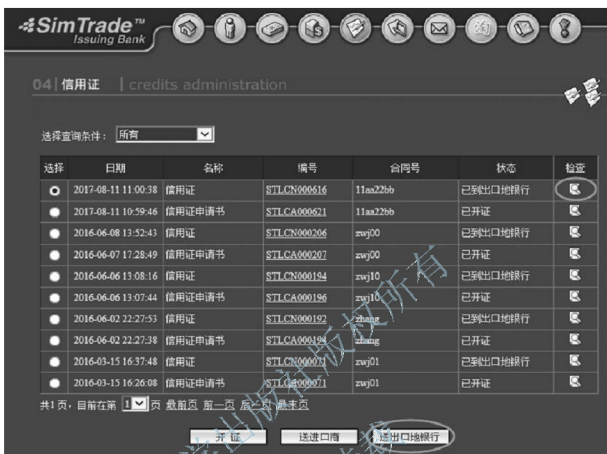 SimTrade™
Issuing Bank
04 信用证 credits administration
选择查询条件： 所有
选择 日期 名称 编号 合同号 状态 检查
2017-08-11 11:00:38 信用证 STLCN000616 11aa22bb 已到出口地银行
2017-08-11 10:59:46 信用证申请书 STLCA000621 11aa22bb 已开证
2016-06-08 13:52:43 信用证 STLCN000206 zwj00 已到出口地银行
2016-06-07 17:28:49 信用证申请书 STLCA000207 zwj00 已开证
2016-06-06 13:08:16 信用证 STLCN000194 zwj10 已到出口地银行
2016-06-06 13:07:44 信用证申请书 STLCA000196 zwj10 已开证
2016-06-02 22:27:53 信用证 STLCN000192 zhang 已到出口地银行
2016-06-02 22:27:38 信用证申请书 STLCA000194 zhang 已开证
2016-03-15 16:37:48 信用证 STLCN000071 zwj01 已到出口地银行
2016-03-15 16:26:08 信用证申请书 STLCA000071 zwj01 已开证
共1页，目前在第 1 页 最前页 前一页 后一页 最末页
开 证 送进口商 送出口地银行
出版社版权所有